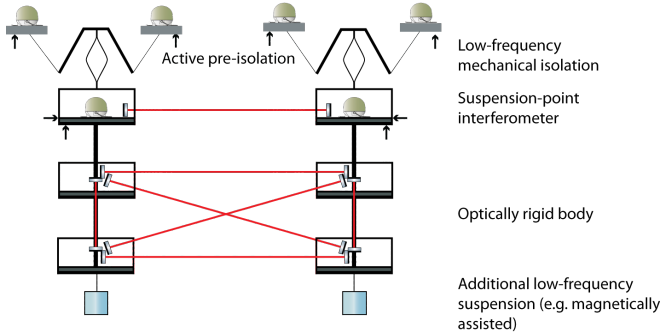 Active pre-isolation
Low-frequency
mechanical isolation
Suspension-point
interferometer
Optically rigid body
Additional low-frequency
suspension (e.g. magnetically
assisted)